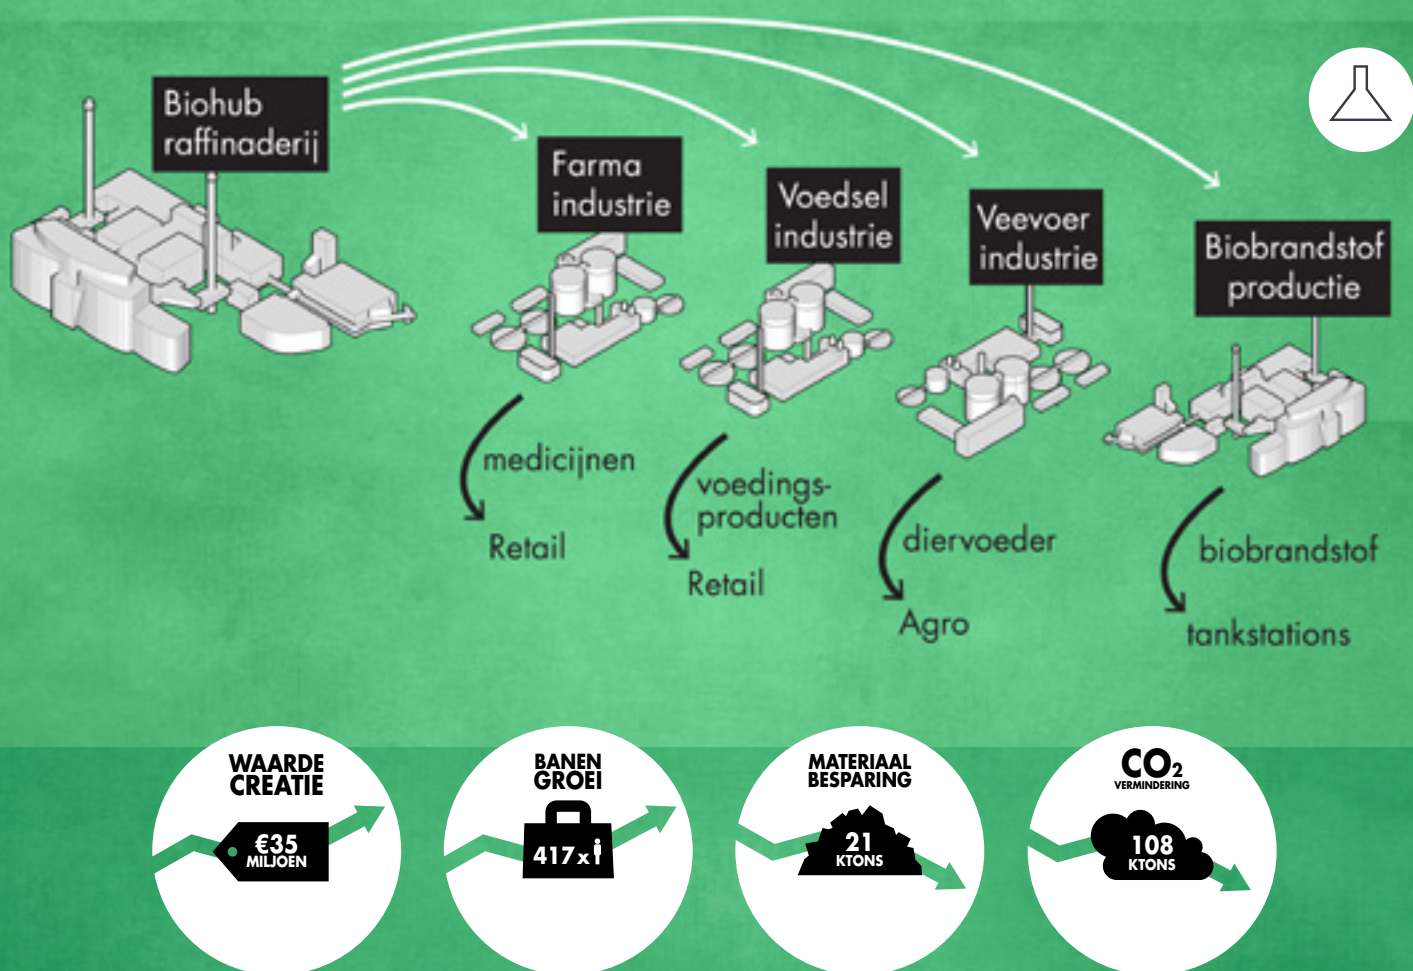 Biohub
raffinaderij
Farma
industrie
Voedsel
industrie
Veevoer
industrie
Biobrandstof
productie
medicijnen
Retail
voedings-
producten
Retail
diervoeder
Agro
biobrandstof
tankstations
WAARDE
CREATIE
€35
MILJOEN
BANEN
GROEI
417x
MATERIAAL
BESPARING
21
KTONS
CO₂
VERMINDERING
108
KTONS